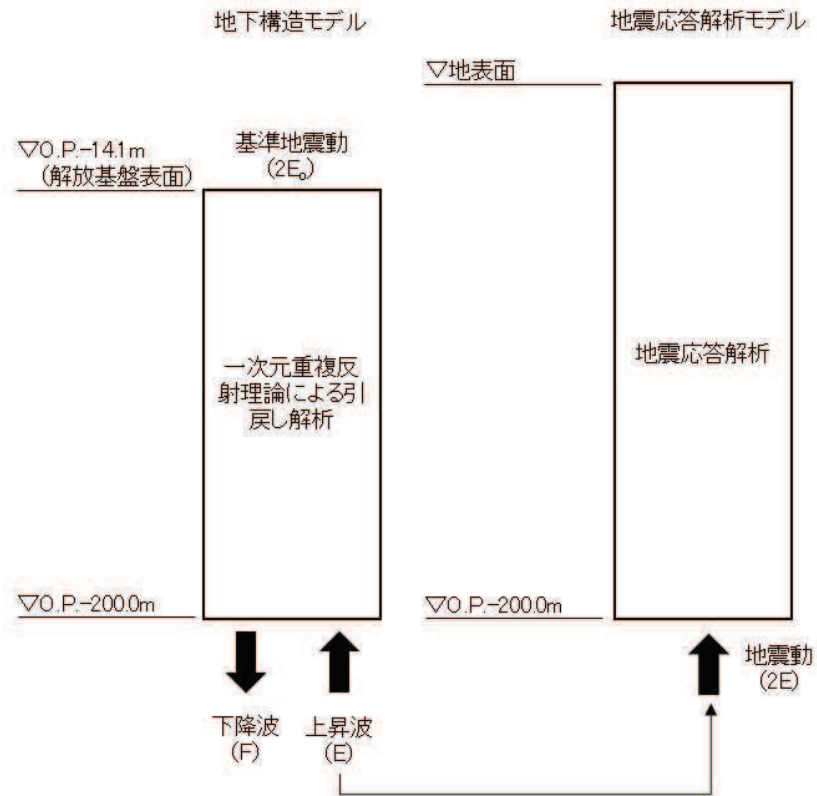 地下構造モデル
▽O.P.-14.1m
(解放基盤表面)
基準地震動
(2E₀)
一次元重複反
射理論による引
戻し解析
▽O.P.-200.0m
下降波
(F)
上昇波
(E)
地震応答解析モデル
▽地表面
地震応答解析
▽O.P.-200.0m
地震動
(2E)